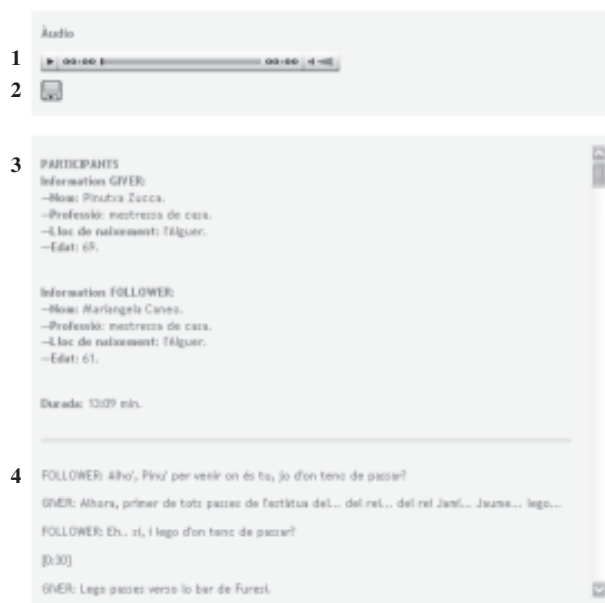 Àudio
1
00:00 00:00
2
3 PARTICIPANTS
Information GIVER:
—Nom: Pinutxa Zucca.
—Professió: mestressa de casa.
—Lloc de naixement: l'Alguer.
—Edat: 69.
Information FOLLOWER:
—Nom: Mariangela Caneo.
—Professió: mestressa de casa.
—Lloc de naixement: l'Alguer.
—Edat: 61.
Durada: 13:09 min.
4 FOLLOWER: Alho', Pinu' per venir on és tu, jo d'on tenc de passar?
GIVER: Alhora, primer de tots passes de l'estàtua del... del rei... del rei Jami... Jaume... lego...
FOLLOWER: Eh.. sí, i lego d'on tenc de passar?
[0:30]
GIVER: Lego passes verso lo bar de Furesi.